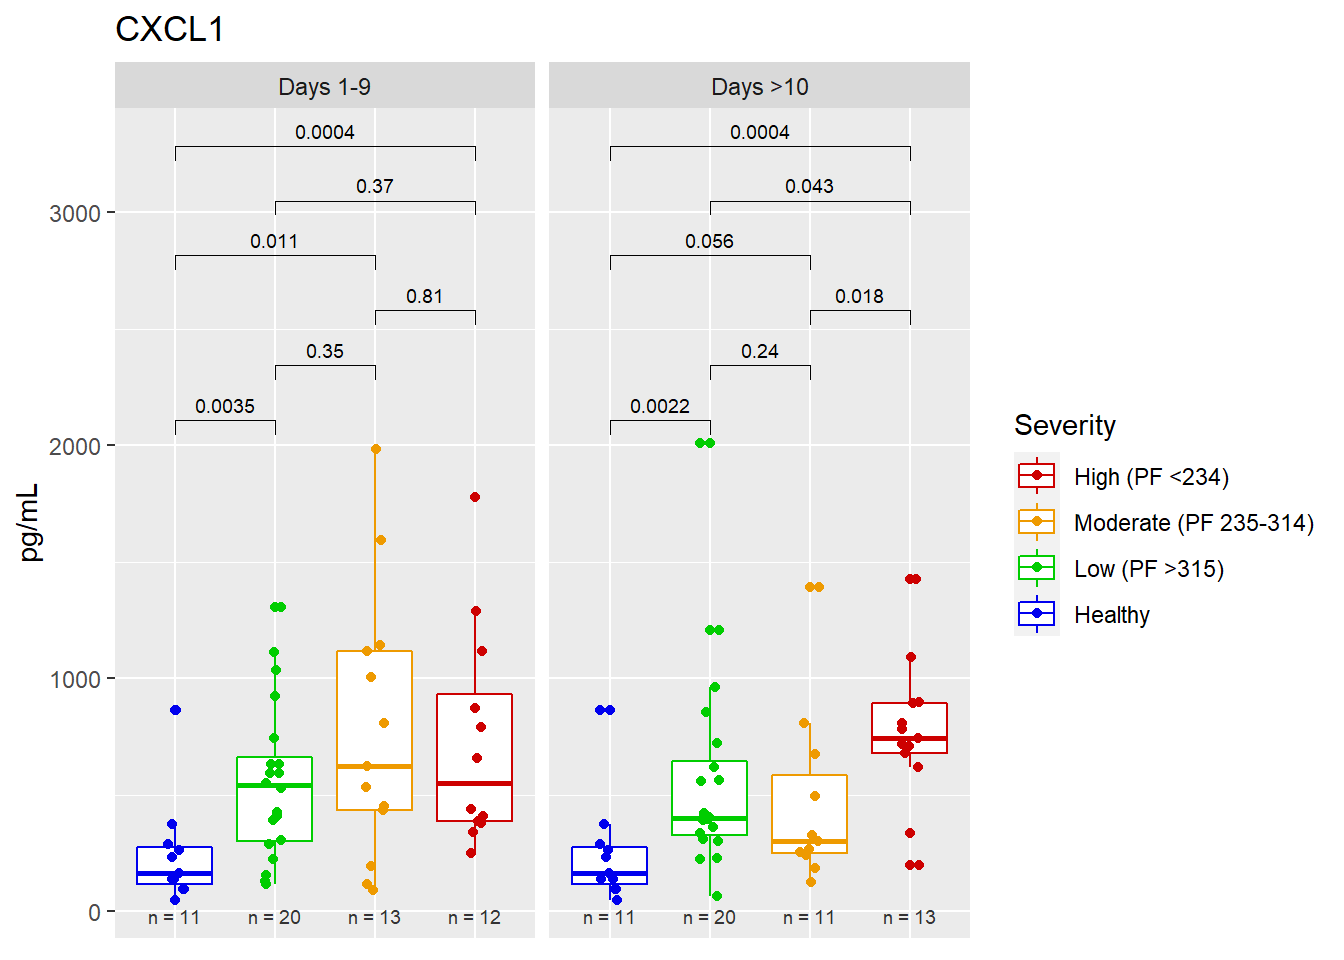 CXCL1
Days 1-9
Days >10
0.0004
0.0004
0.37
0.043
3000
0.011
0.056
0.81
0.018
0.35
0.24
0.0035
0.0022
2000
1000
0
pg/mL
n = 11
n = 20
n = 13
n = 12
n = 11
n = 20
n = 11
n = 13
Severity
High (PF <234)
Moderate (PF 235-314)
Low (PF >315)
Healthy